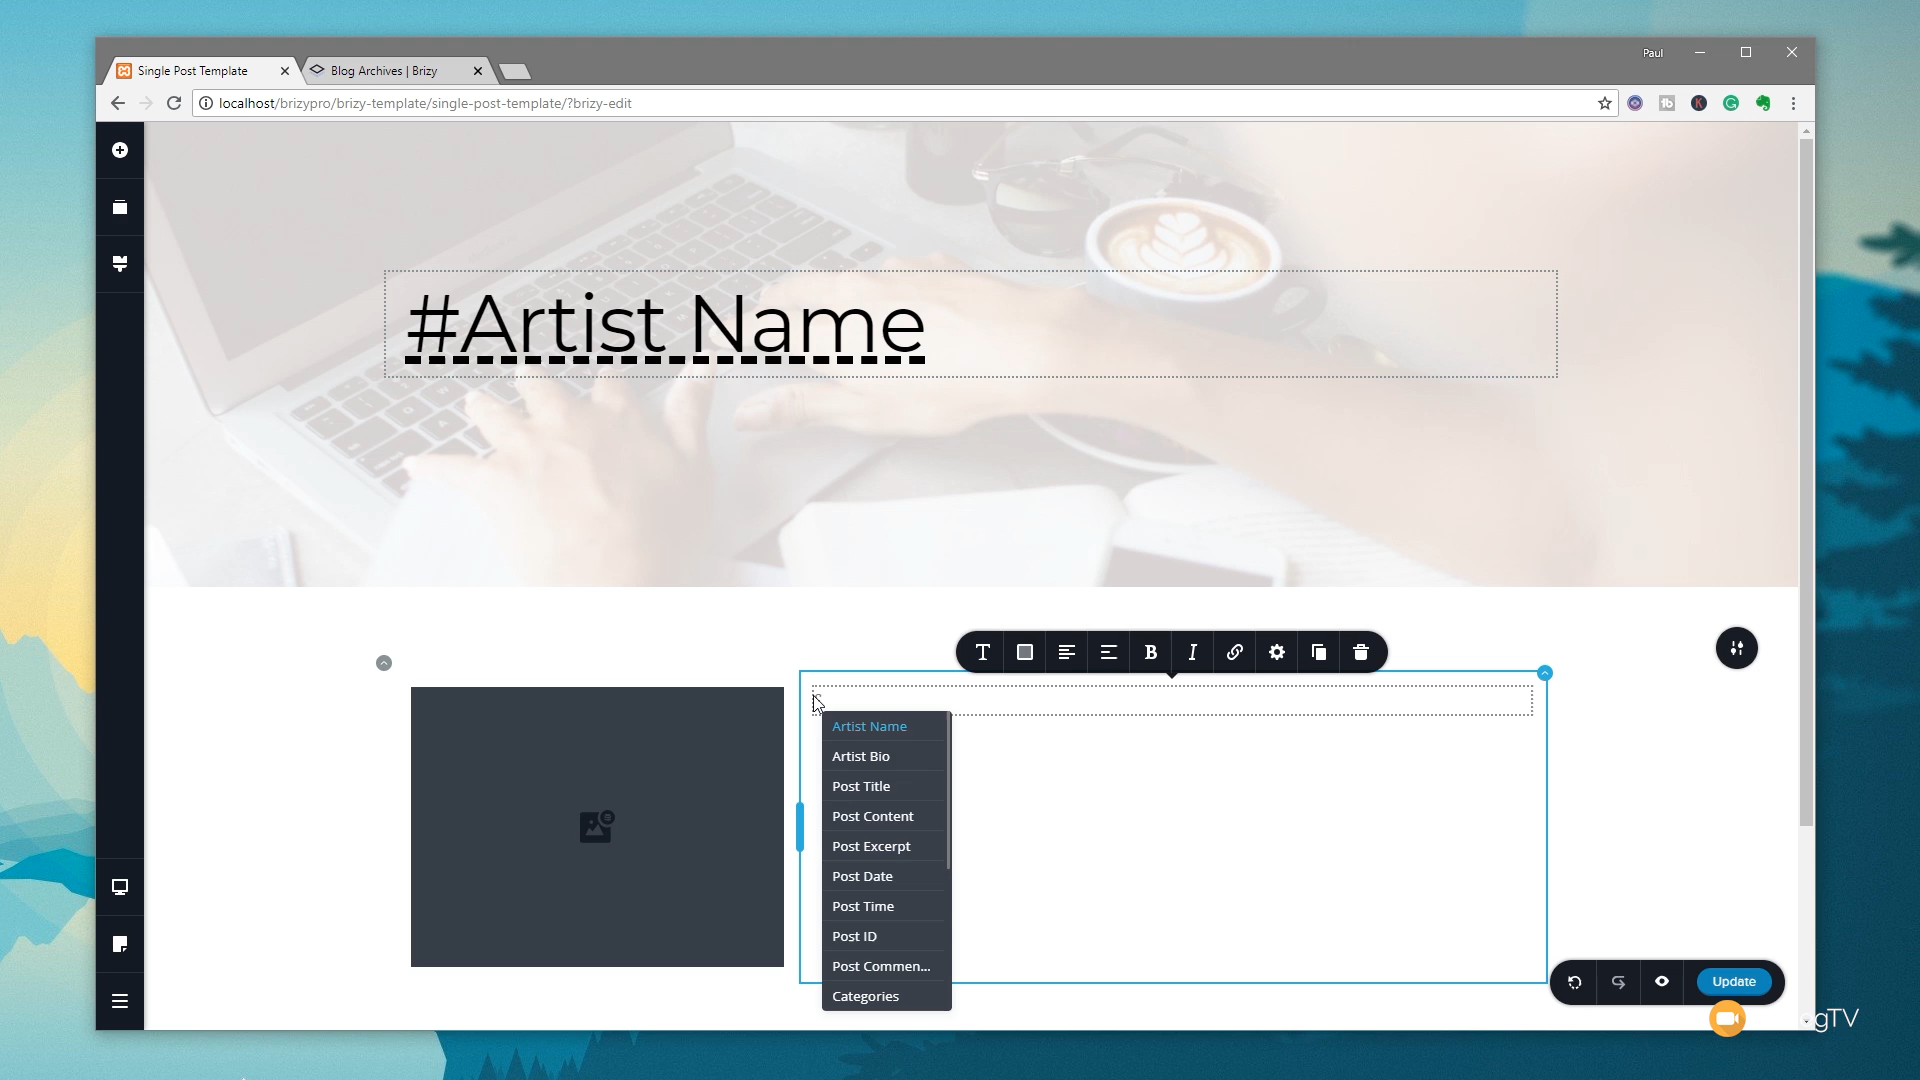 Paul
Single Post Template
Blog Archives | Brizy
localhost/brizypro/brizy-template/single-post-template/?brizy-edit
#Artist Name
Artist Name
Artist Bio
Post Title
Post Content
Post Excerpt
Post Date
Post Time
Post ID
Post Commen...
Categories
Update
gTV